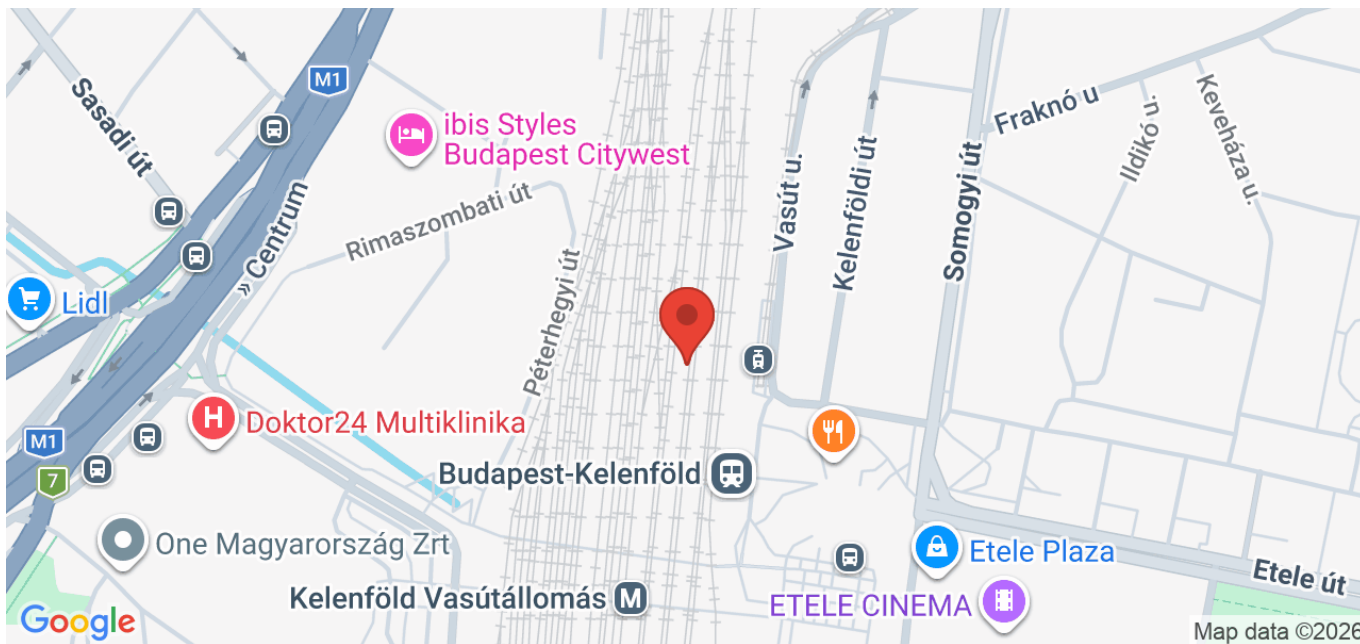 M1
Sasadi út
ibis Styles
Budapest Citywest
Fraknó u
Ildikó u.
Keveháza u.
Vasút u.
Kelenföldi út
Somogyi út
Rimaszombati út
» Centrum
Lidl
Péterhegyi út
H
Doktor24 Multiklinika
M1
7
Budapest-Kelenföld
One Magyarország Zrt
Etele Plaza
Etele út
Kelenföld Vasútállomás M
ETELE CINEMA
Google
Map data ©2026